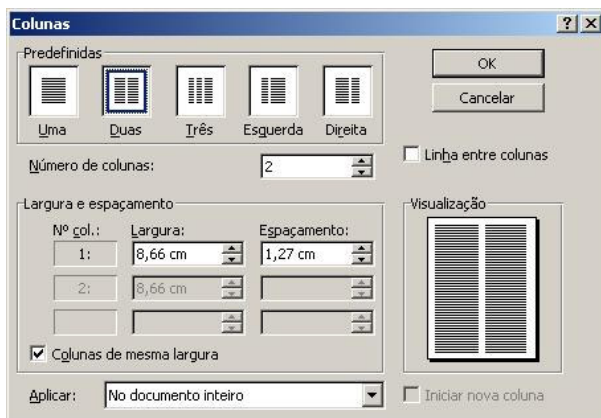 Colunas
Predefinidas
Uma Duas Três Esquerda Direita
OK
Cancelar
Número de colunas: 2
Linha entre colunas
Largura e espaçamento
Nº col.: Largura: Espaçamento:
1: 8,66 cm 1,27 cm
2: 8,66 cm
Colunas de mesma largura
Visualização
Aplicar: No documento inteiro
Iniciar nova coluna